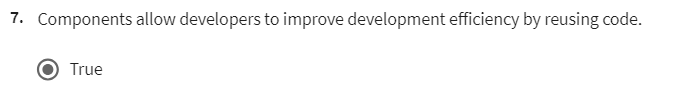 7. Components allow developers to improve development efficiency by reusing code.
True